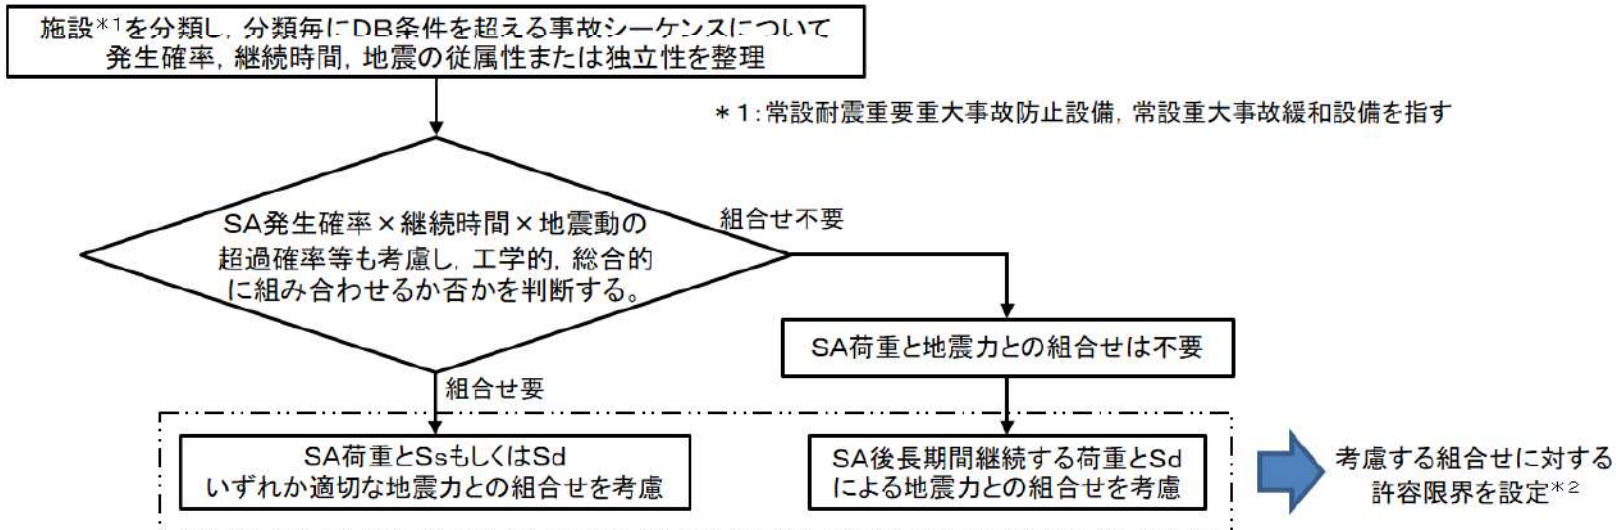 施設*1を分類し，分類毎にDB条件を超える事故シーケンスについて
発生確率，継続時間，地震の従属性または独立性を整理
＊1：常設耐震重要重大事故防止設備，常設重大事故緩和設備を指す
SA発生確率×継続時間×地震動の
超過確率等も考慮し，工学的，総合的
に組み合わせるか否かを判断する。
組合せ不要
SA荷重と地震力との組合せは不要
組合せ要
SA荷重とSsもしくはSd
いずれか適切な地震力との組合せを考慮
SA後長期間継続する荷重とSd
による地震力との組合せを考慮
考慮する組合せに対する
許容限界を設定*2